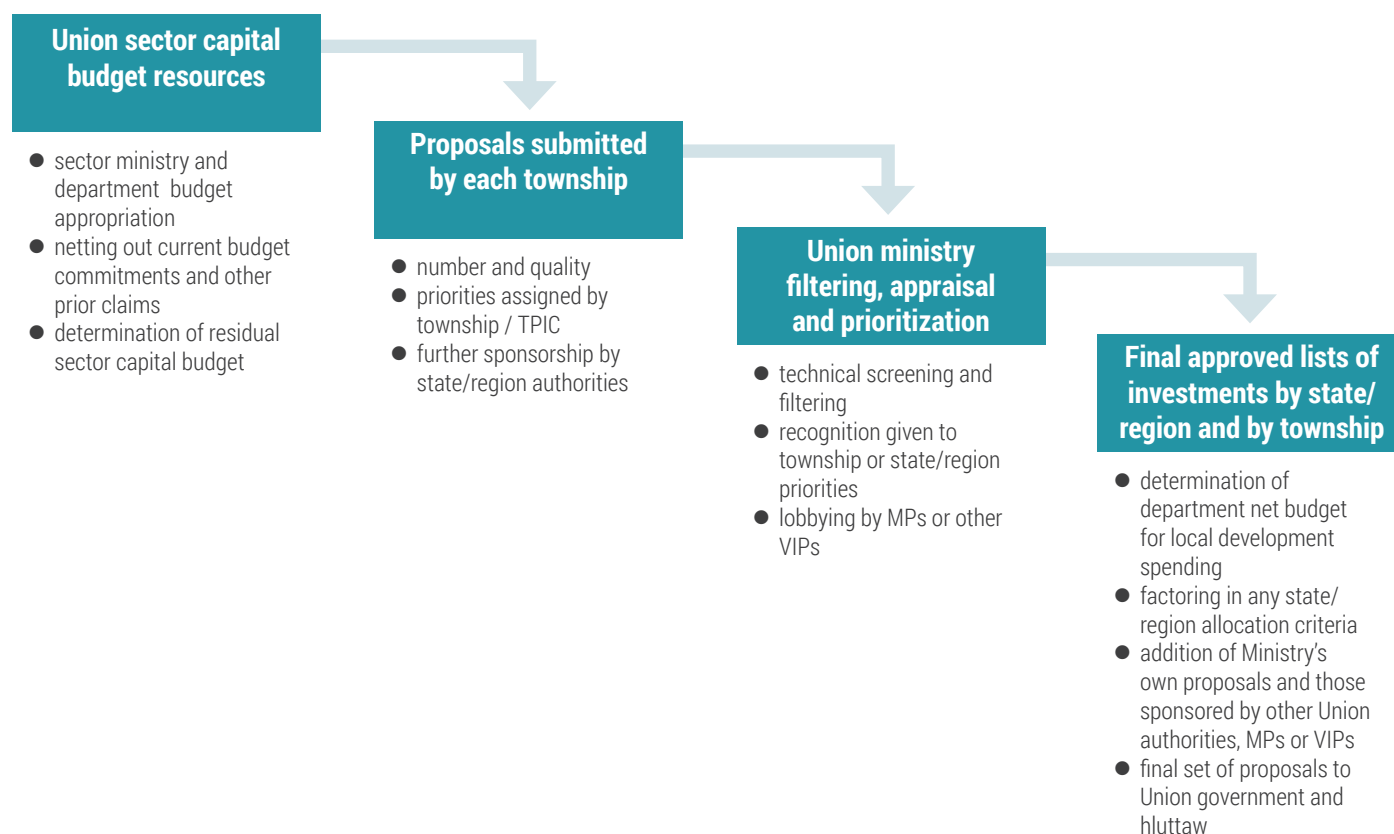 Union sector capital
budget resources
● sector ministry and
department budget
appropriation
● netting out current budget
commitments and other
prior claims
● determination of residual
sector capital budget
Proposals submitted
by each township
● number and quality
● priorities assigned by
township / TPIC
● further sponsorship by
state/region authorities
Union ministry
filtering, appraisal
and prioritization
● technical screening and
filtering
● recognition given to
township or state/region
priorities
● lobbying by MPs or other
VIPs
Final approved lists of
investments by state/
region and by township
● determination of
department net budget
for local development
spending
● factoring in any state/
region allocation criteria
● addition of Ministry's
own proposals and those
sponsored by other Union
authorities, MPs or VIPs
● final set of proposals to
Union government and
hluttaw